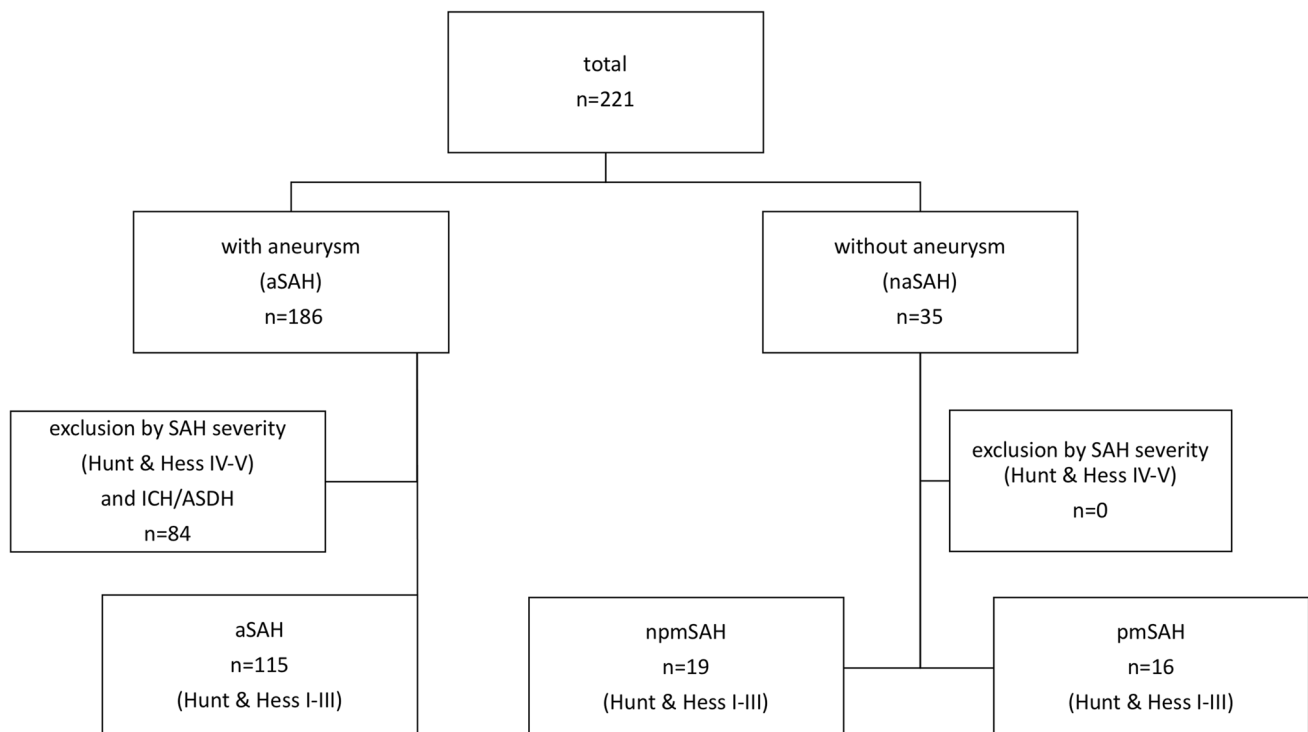 total
n=221
with aneurysm
(aSAH)
n=186
without aneurysm
(naSAH)
n=35
exclusion by SAH severity
(Hunt & Hess IV-V)
and ICH/ASDH
n=84
exclusion by SAH severity
(Hunt & Hess IV-V)
n=0
aSAH
n=115
(Hunt & Hess I-III)
npmSAH
n=19
(Hunt & Hess I-III)
pmSAH
n=16
(Hunt & Hess I-III)